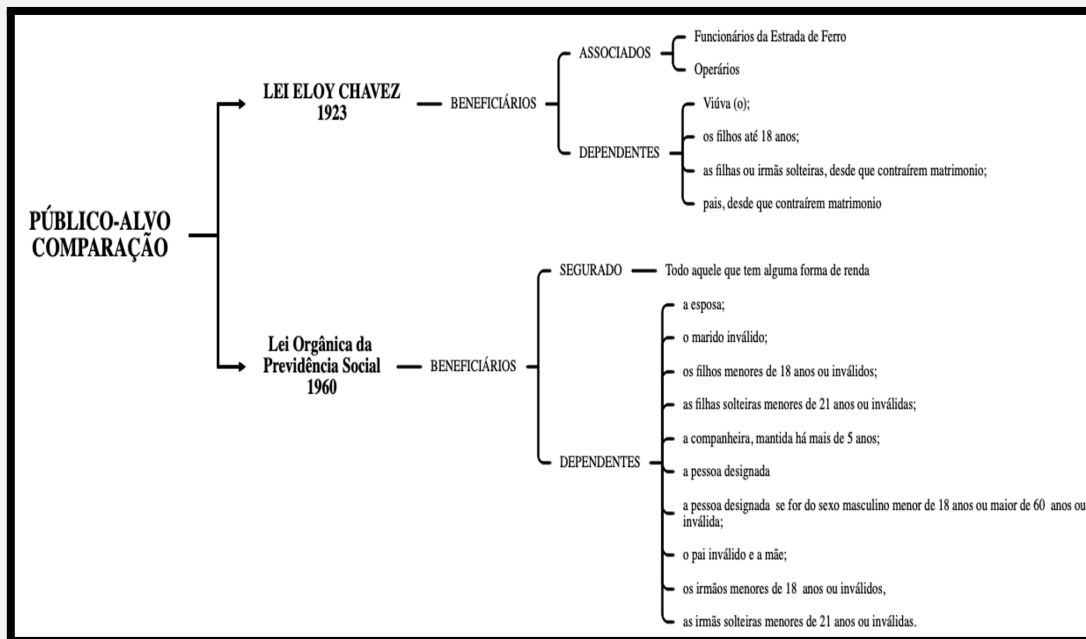 PÚBLICO-ALVO
COMPARAÇÃO
LEI ELOY CHAVEZ
1923
BENEFICIÁRIOS
ASSOCIADOS
Funcionários da Estrada de Ferro
Operários
DEPENDENTES
Viúva (o);
os filhos até 18 anos;
as filhas ou irmãs solteiras, desde que contraírem matrimonio;
pais, desde que contraírem matrimonio
Lei Orgânica da
Previdência Social
1960
BENEFICIÁRIOS
SEGURADO
Todo aquele que tem alguma forma de renda
DEPENDENTES
a esposa;
o marido inválido;
os filhos menores de 18 anos ou inválidos;
as filhas solteiras menores de 21 anos ou inválidas;
a companheira, mantida há mais de 5 anos;
a pessoa designada
a pessoa designada se for do sexo masculino menor de 18 anos ou maior de 60 anos ou
inválida;
o pai inválido e a mãe;
os irmãos menores de 18 anos ou inválidos,
as irmãs solteiras menores de 21 anos ou inválidas.